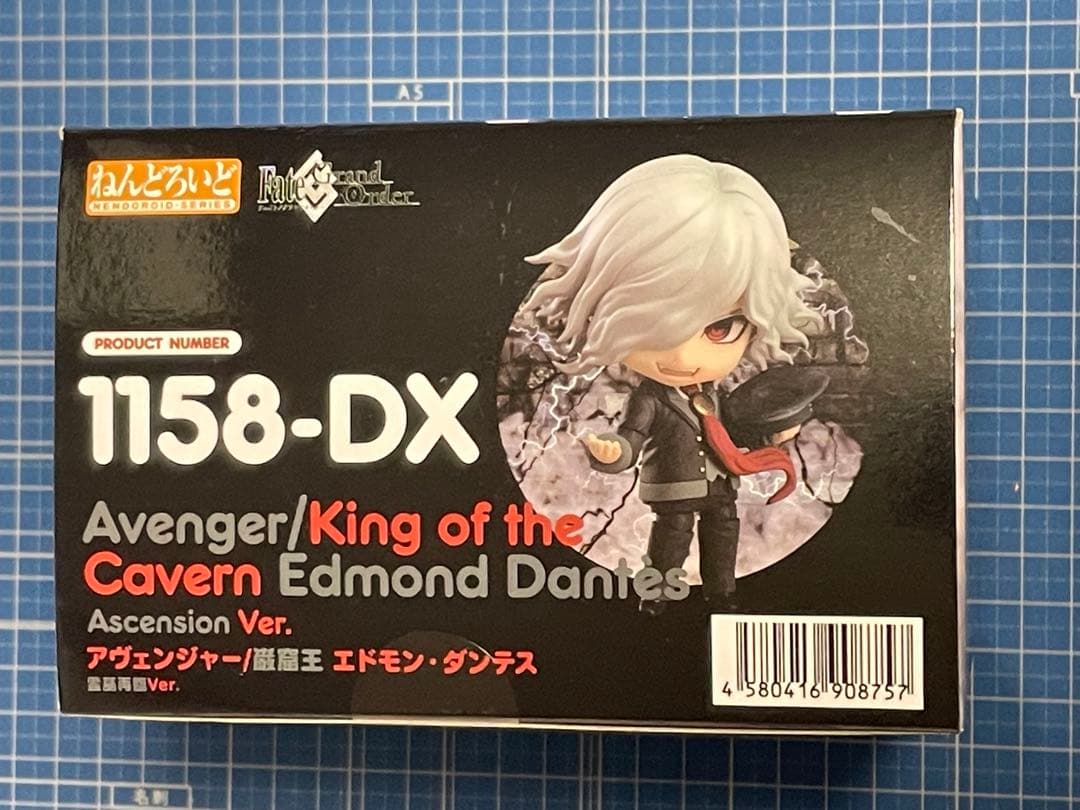 A5
ねんどろいど
NENDOROID-SERIES
Fate
Grand
Order
PRODUCT NUMBER
1158-DX
Avenger/King of the
Cavern Edmond Dantès
Ascension Ver.
アヴェンジャー/巌窟王 エドモン・ダンテス
霊基再臨Ver.
4 580416 908757
名刺